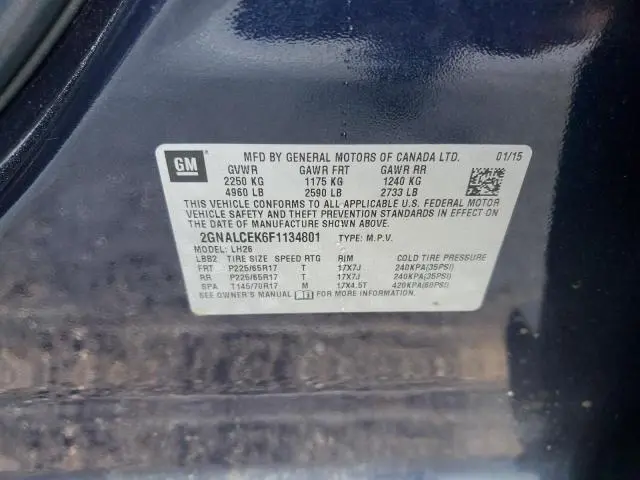 GM
MFD BY GENERAL MOTORS OF CANADA LTD. 01/15
GVWR GAWR FRT GAWR RR
2250 KG 1175 KG 1240 KG
4960 LB 2590 LB 2733 LB
THIS VEHICLE CONFORMS TO ALL APPLICABLE U.S. FEDERAL MOTOR
VEHICLE SAFETY AND THEFT PREVENTION STANDARDS IN EFFECT ON THE
DATE OF MANUFACTURE SHOWN ABOVE.
2GNALCEK6F1134801 TYPE: M.P.V.
MODEL: LH26
LBB2 TIRE SIZE SPEED RTG RIM COLD TIRE PRESSURE
FRT P225/65R17 T 17X7J 240KPA(35PSI)
RR P225/65R17 T 17X7J 240KPA(35PSI)
SPA T145/70R17 M 17X4.5T 420KPA(60PSI)
SEE OWNER'S MANUAL FOR MORE INFORMATION